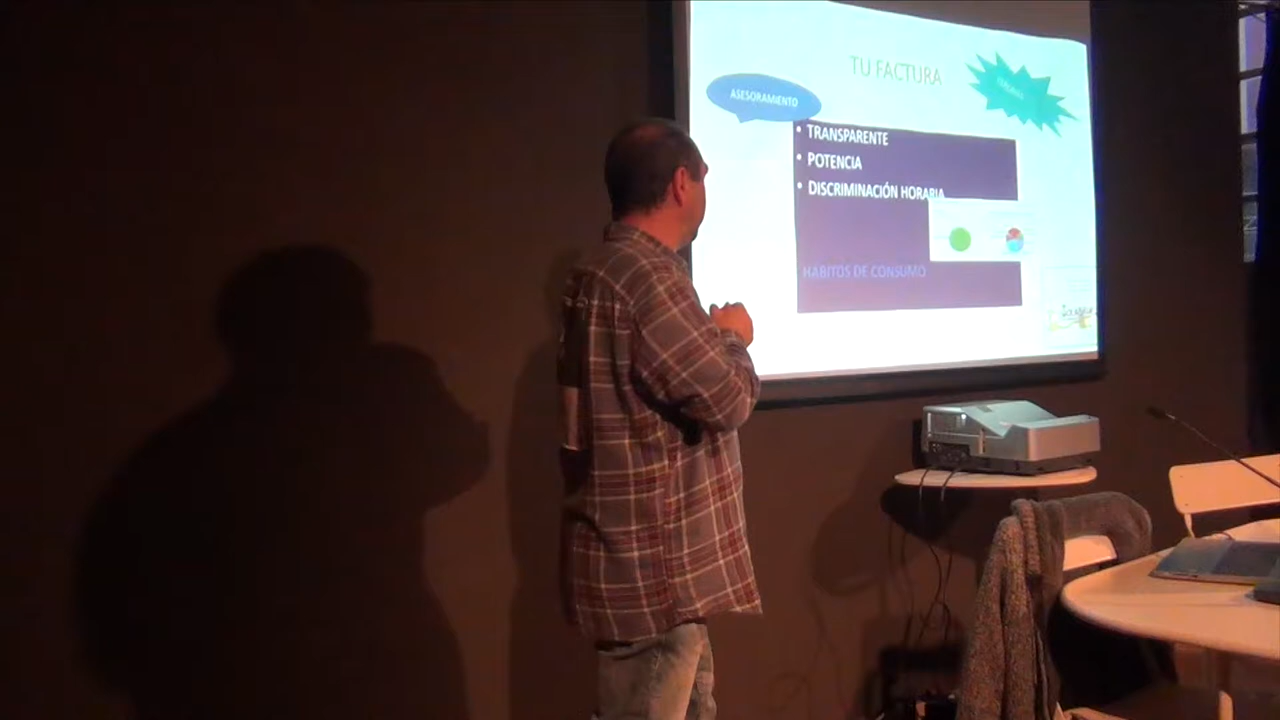 TU FACTURA
ASESORAMIENTO
• TRANSPARENTE
• POTENCIA
• DISCRIMINACIÓN HORARIA
HABITOS DE CONSUMO